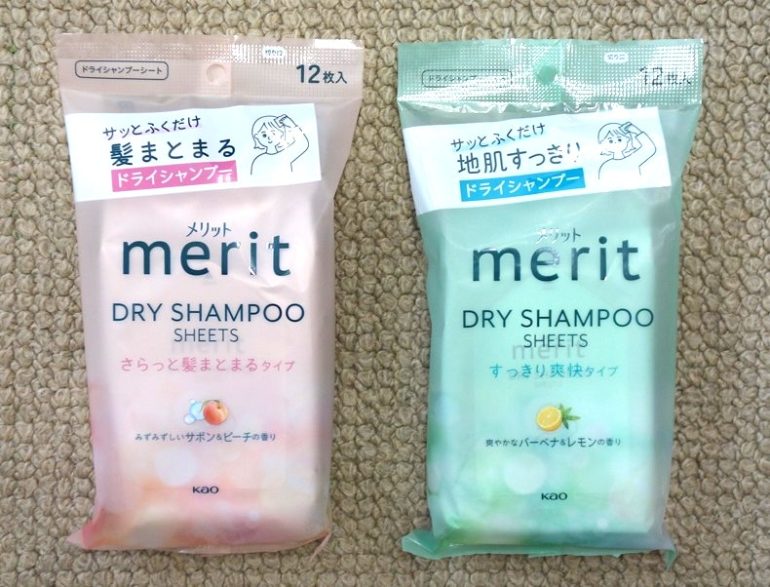 ドライシャンプーシート
切り口
12枚入
サッとふくだけ
髪まとまる
ドライシャンプー
メリット
merit
DRY SHAMPOO
SHEETS
さらっと髪まとまるタイプ
みずみずしいサボン&ピーチの香り
Kao
ドライシャンプーシート
切り口
12枚入
サッとふくだけ
地肌すっきり
ドライシャンプー
メリット
merit
DRY SHAMPOO
SHEETS
merit
すっきり爽快タイプ
爽やかなバーベナ&レモンの香り
Kao